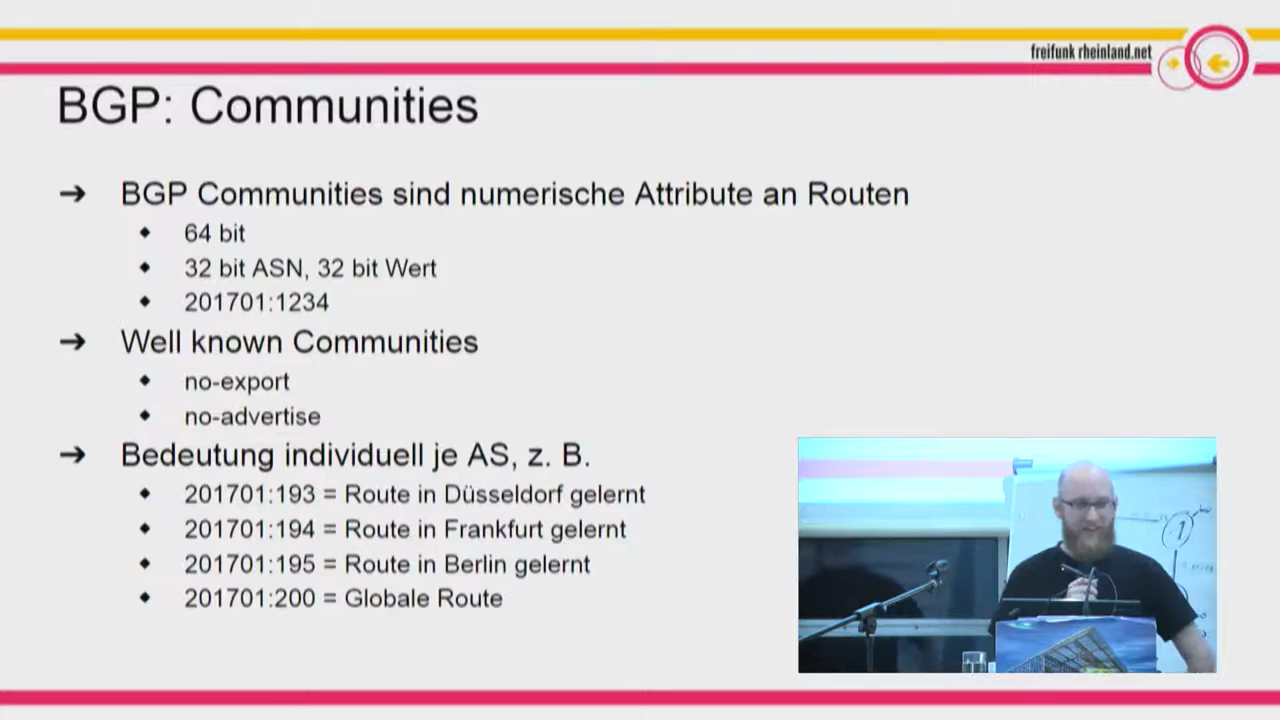 freifunk rheinland.net
BGP: Communities
➔ BGP Communities sind numerische Attribute an Routen
◆ 64 bit
◆ 32 bit ASN, 32 bit Wert
◆ 201701:1234
➔ Well known Communities
◆ no-export
◆ no-advertise
➔ Bedeutung individuell je AS, z. B.
◆ 201701:193 = Route in Düsseldorf gelernt
◆ 201701:194 = Route in Frankfurt gelernt
◆ 201701:195 = Route in Berlin gelernt
◆ 201701:200 = Globale Route